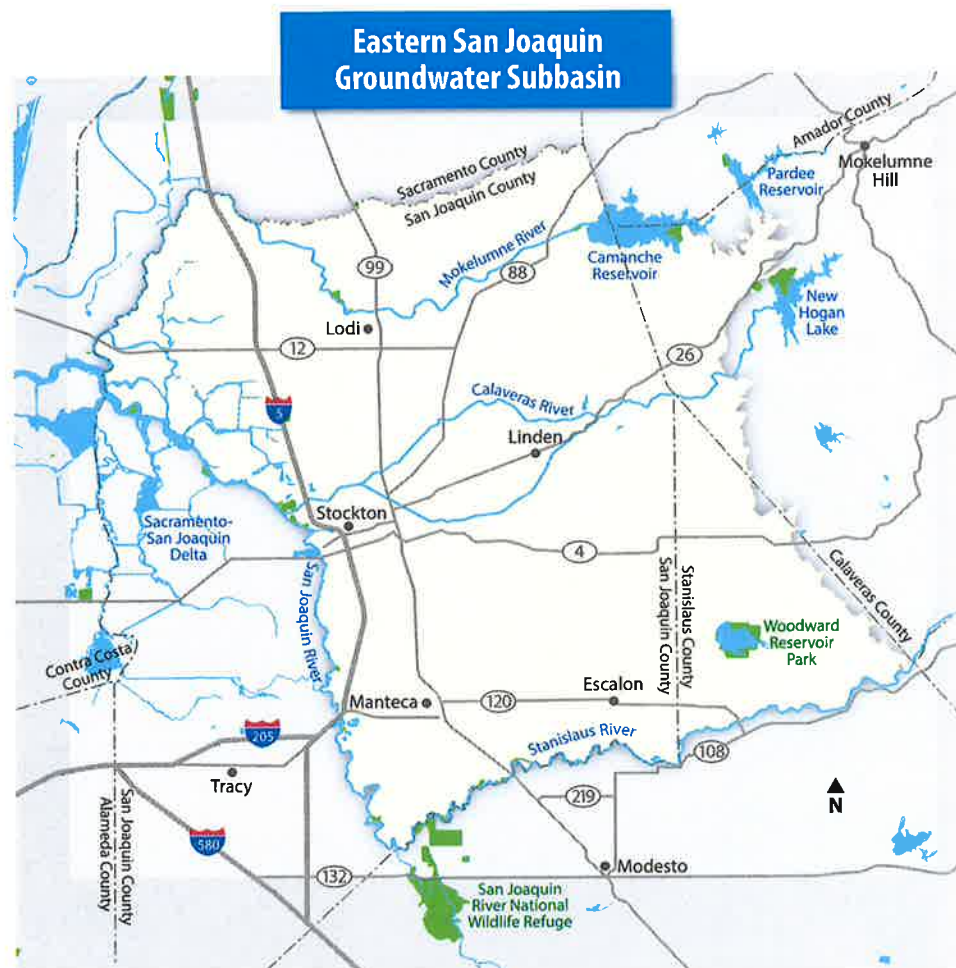 Eastern San Joaquin
Groundwater Subbasin
Amador County
Mokelumne
Hill
Pardee
Reservoir
Sacramento County
San Joaquin County
Mokelumne River
Camanche
Reservoir
99
88
New
Hogan
Lake
Lodi
12
26
5
Calaveras River
Linden
Stockton
Sacramento-
San Joaquin
Delta
4
San Joaquin River
Stanislaus County
San Joaquin County
Calaveras County
Woodward
Reservoir
Park
Contra Costa
County
Manteca
120
Escalon
205
Stanislaus River
108
Tracy
219
N
San Joaquin County
Alameda County
580
132
Modesto
San Joaquin
River National
Wildlife Refuge